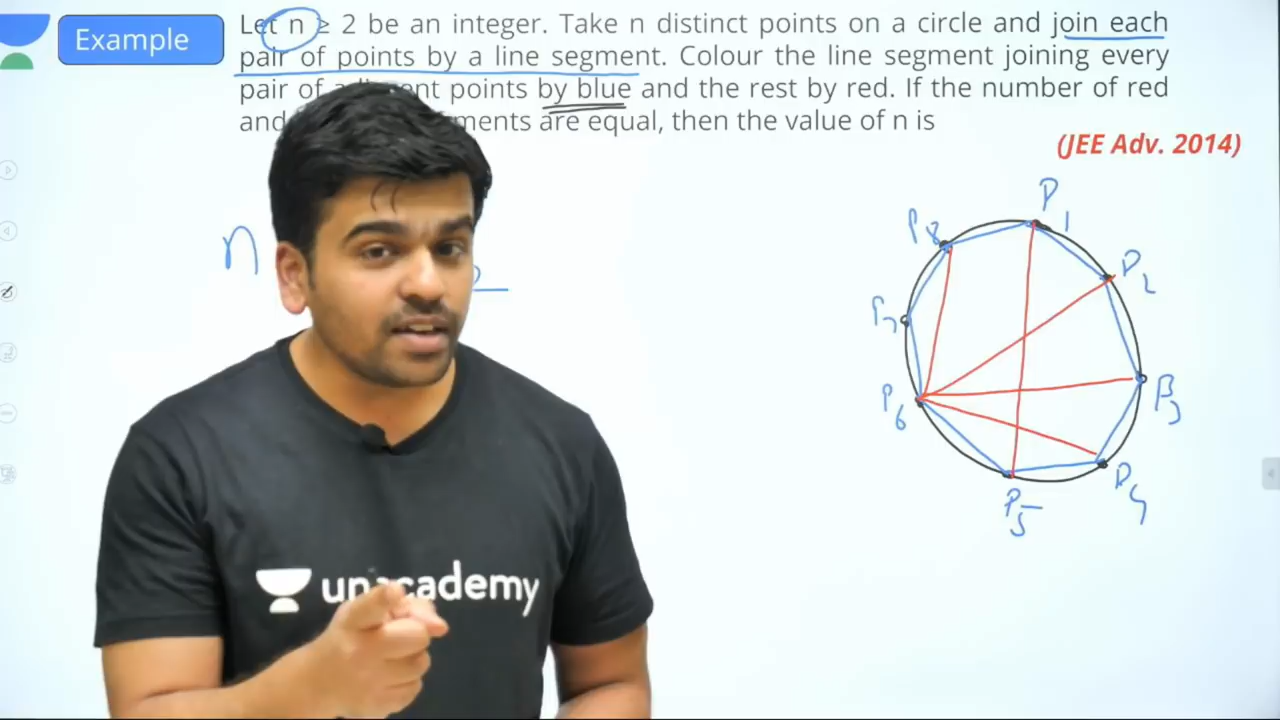 Example
Let n ≥ 2 be an integer. Take n distinct points on a circle and join each
pair of points by a line segment. Colour the line segment joining every
pair of points by blue and the rest by red. If the number of red
and are equal, then the value of n is
(JEE Adv. 2014)
n
2
P1
P2
P3
P4
P5
P6
P7
P8
unacademy